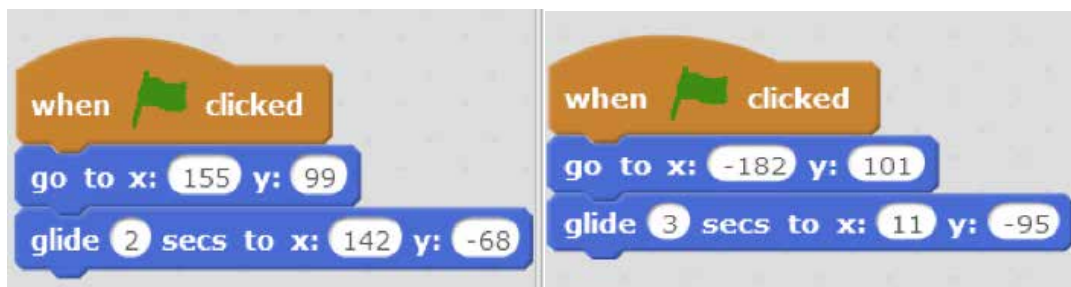 when clicked
go to x: 155 y: 99
glide 2 secs to x: 142 y: -68
when clicked
go to x: -182 y: 101
glide 3 secs to x: 11 y: -95